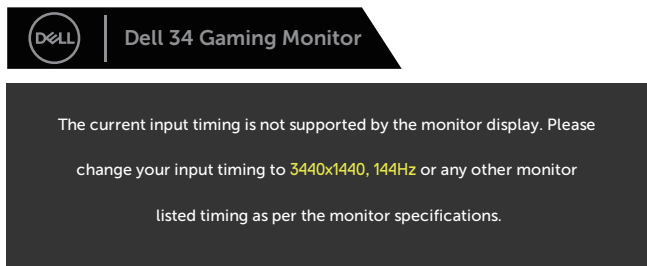 DELL
Dell 34 Gaming Monitor
The current input timing is not supported by the monitor display. Please
change your input timing to 3440x1440, 144Hz or any other monitor
listed timing as per the monitor specifications.